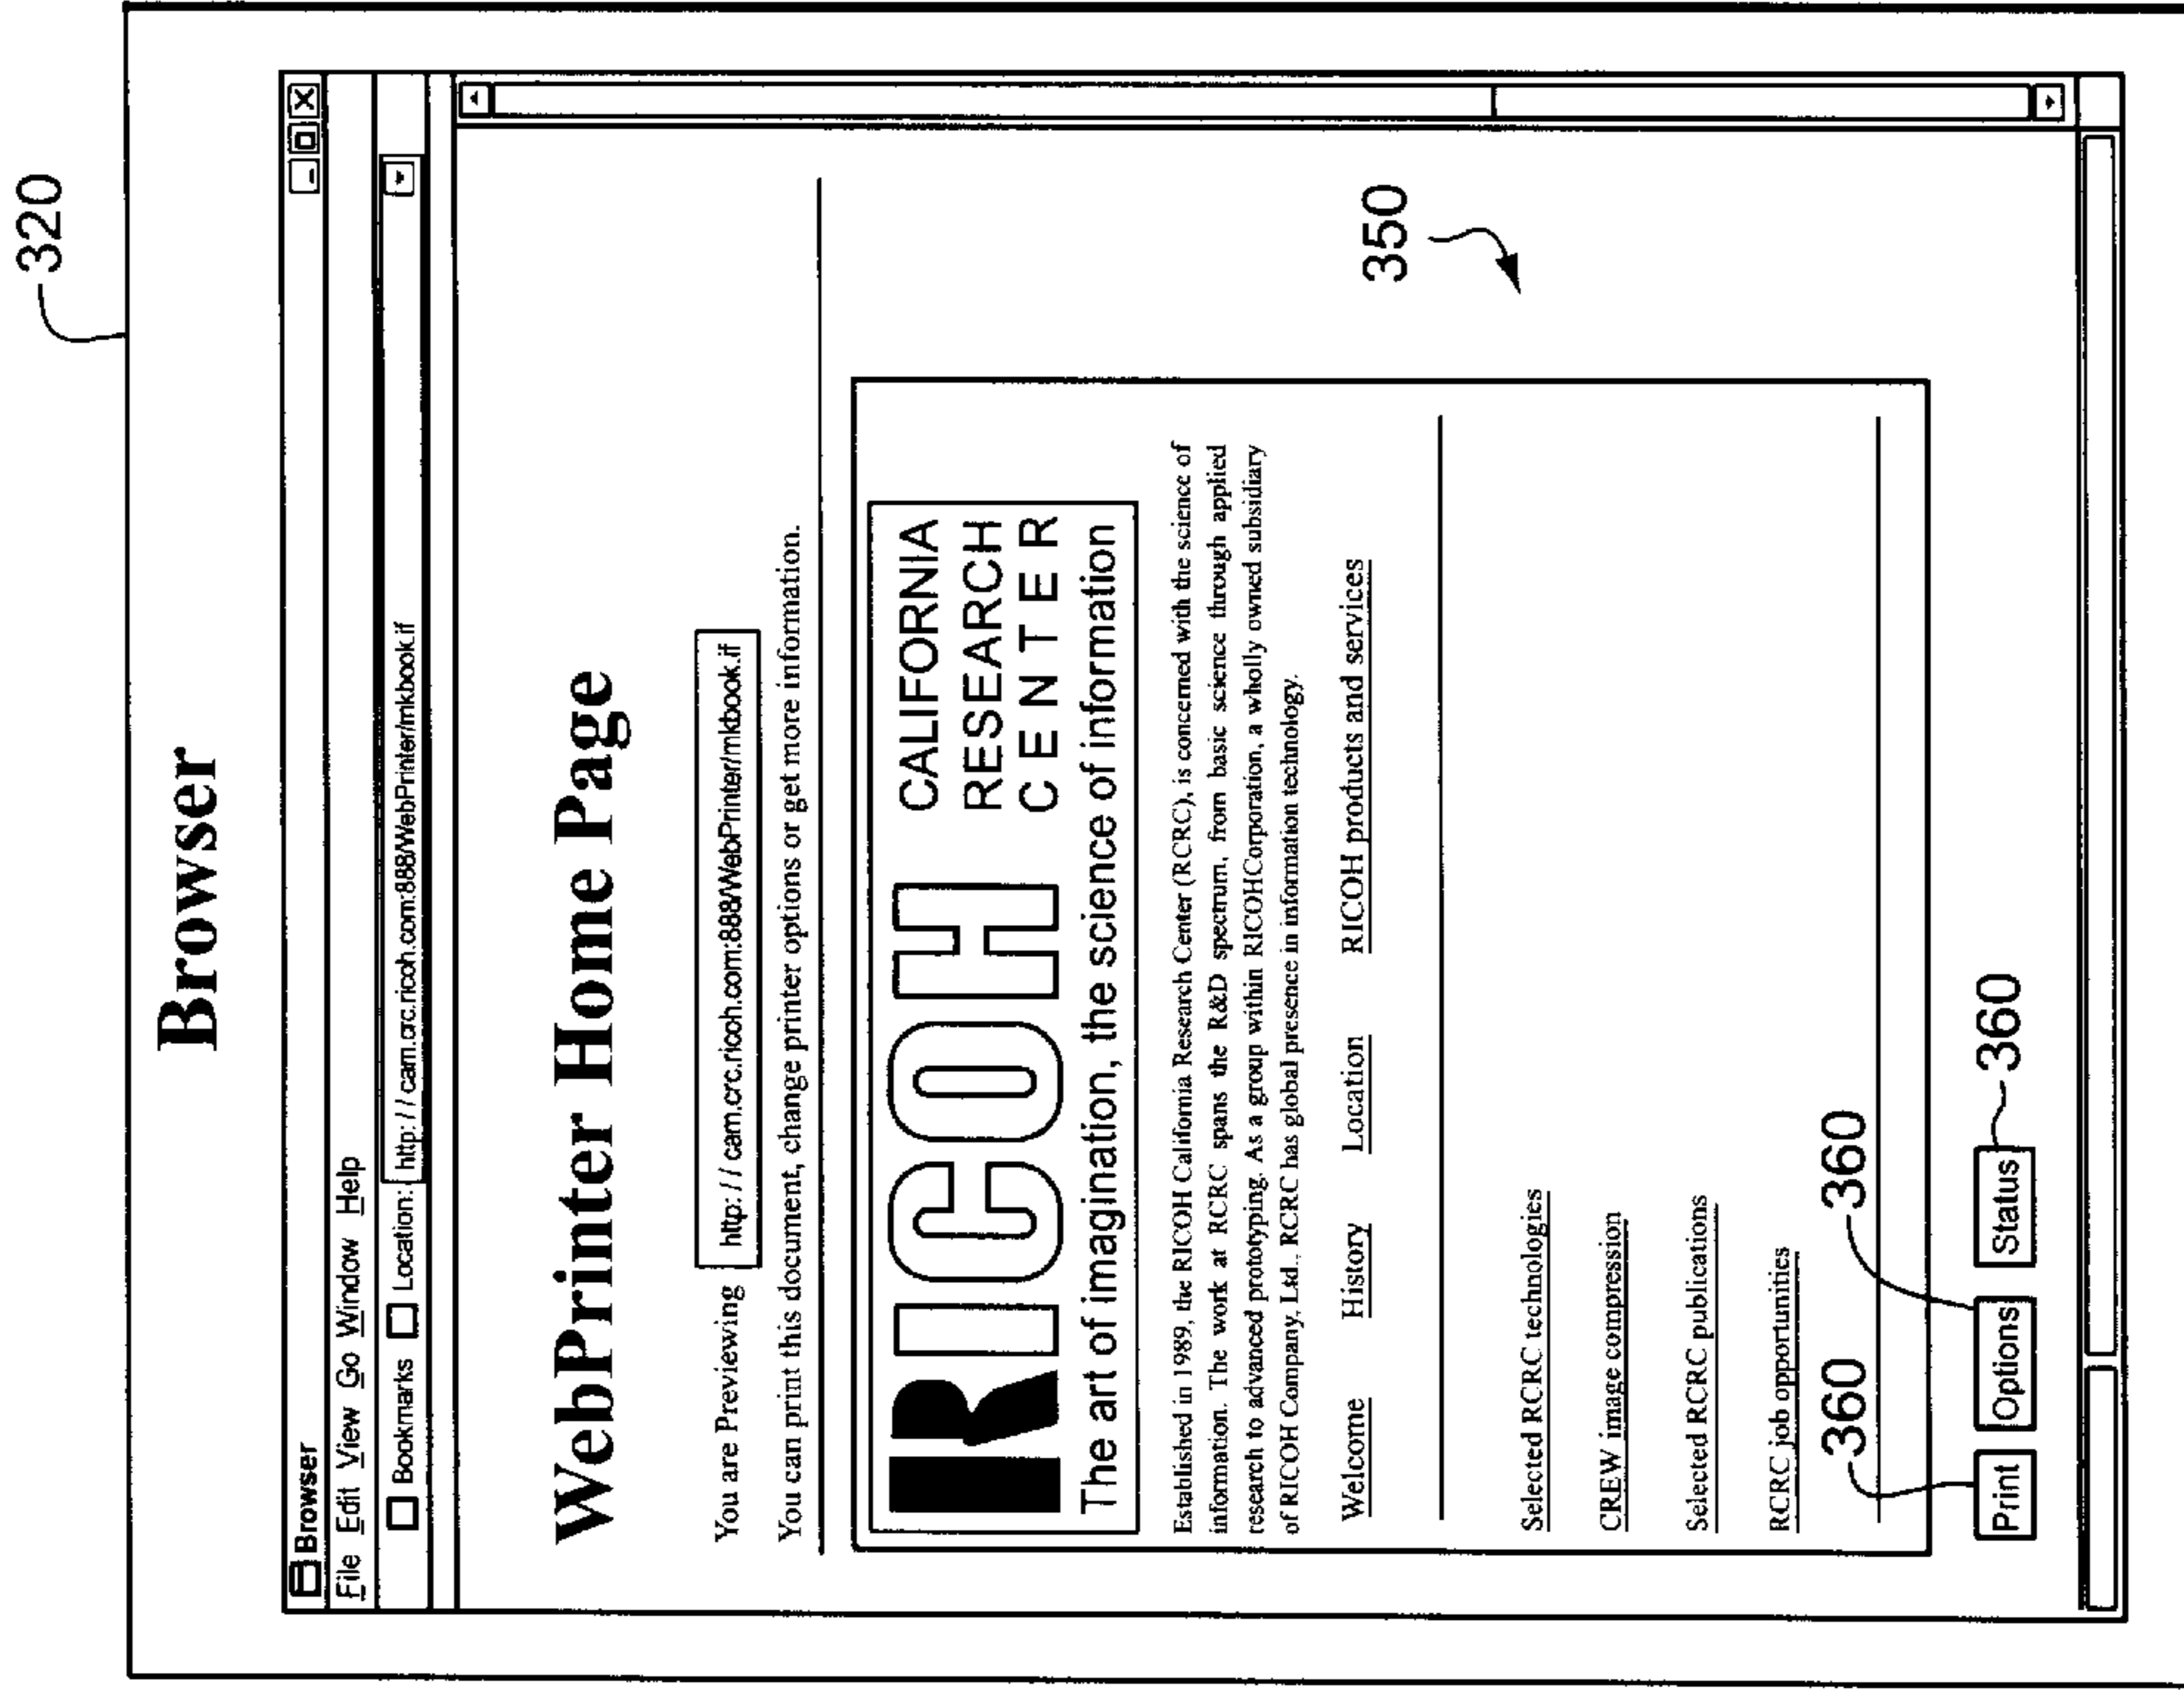 320
Browser
Browser
File Edit View Go Window Help
Bookmarks Location: http: / / cam.crc.ricoh.com:888/WebPrinter/mkbook.if
WebPrinter Home Page
You are Previewing http: / / cam.crc.ricoh.com:888/WebPrinter/mkbook.if
You can print this document, change printer options or get more information.
RICOH CALIFORNIA
RESEARCH
CENTER
The art of imagination, the science of information
Established in 1989, the RICOH California Research Center (RCRC), is concerned with the science of
information. The work at RCRC spans the R&D spectrum, from basic science through applied
research to advanced prototyping. As a group within RICOHCorporation, a wholly owned subsidiary
of RICOH Company, Ltd.. RCRC has global presence in information technology.
Welcome History Location RICOH products and services
350
Selected RCRC technologies
CREW image compression
Selected RCRC publications
RCRC job opportunities
360 360
Print Options Status 360